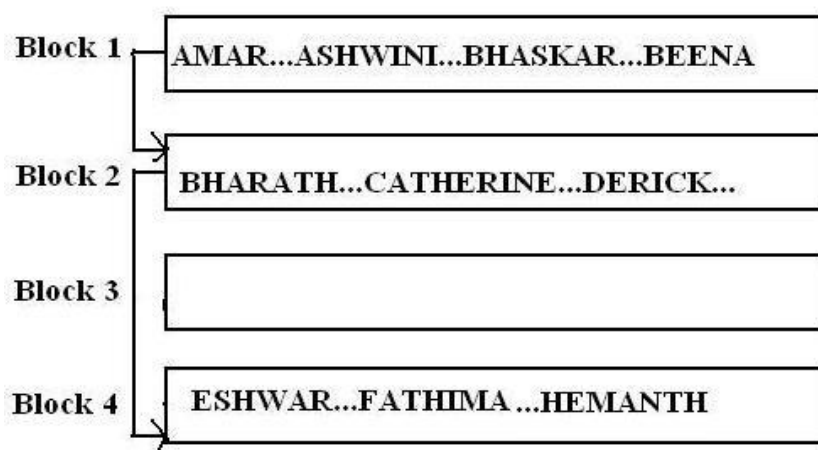 Block 1 AMAR...ASHWINI...BHASKAR...BEENA
Block 2 BHARATH...CATHERINE...DERICK...
Block 3
Block 4 ESHWAR...FATHIMA ...HEMANTH